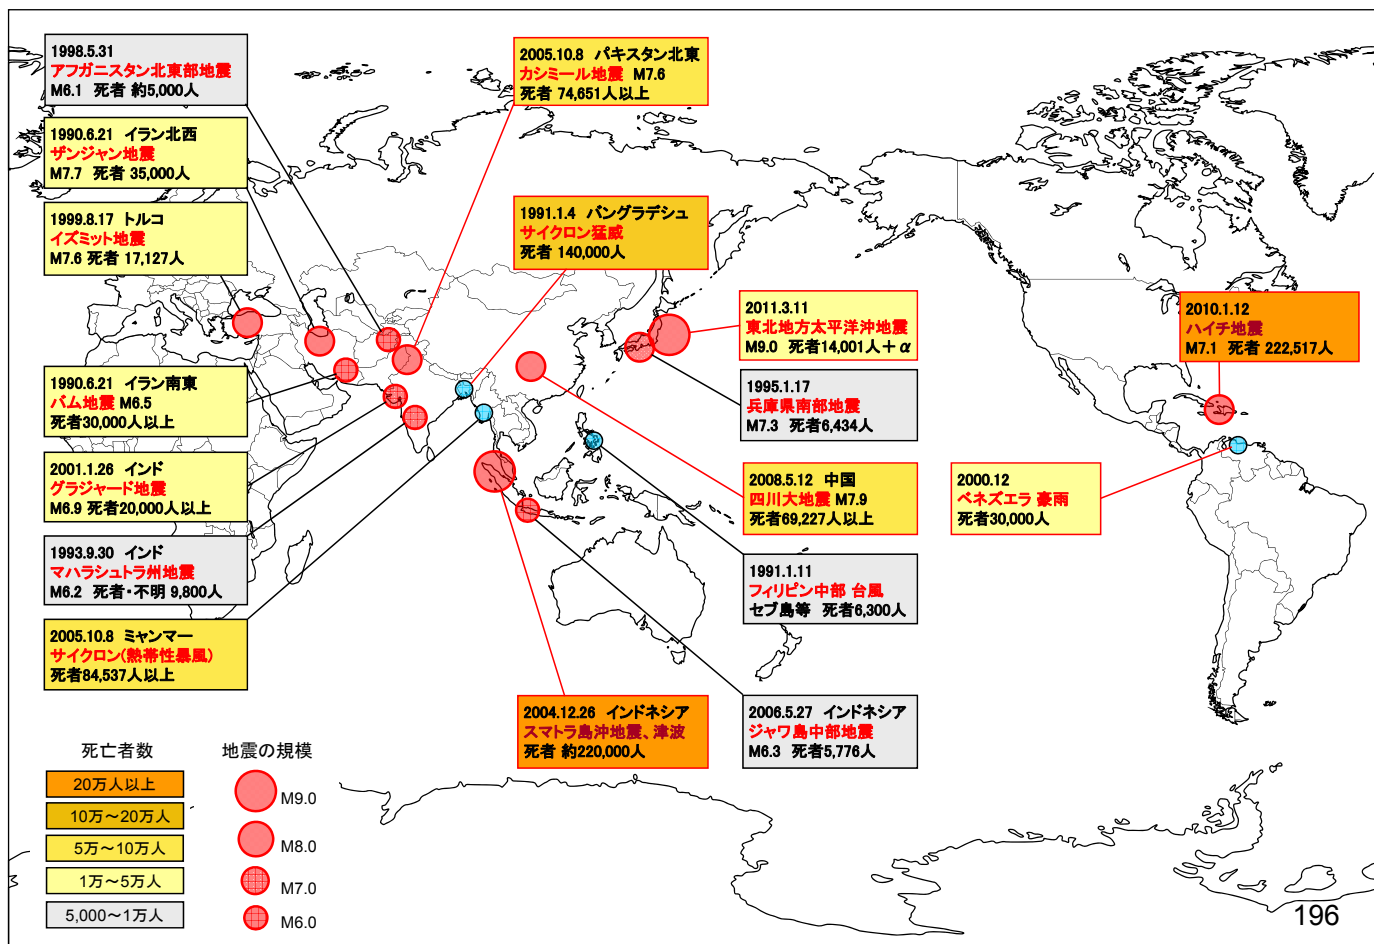 1998.5.31
アフガニスタン北東部地震
M6.1 死者 約5,000人
1990.6.21 イラン北西
ザンジャン地震
M7.7 死者 35,000人
1999.8.17 トルコ
イズミット地震
M7.6 死者 17,127人
1990.6.21 イラン南東
バム地震 M6.5
死者30,000人以上
2001.1.26 インド
グラジャード地震
M6.9 死者20,000人以上
1993.9.30 インド
マハラシュトラ州地震
M6.2 死者・不明 9,800人
2005.10.8 ミャンマー
サイクロン(熱帯性暴風)
死者84,537人以上
2005.10.8 パキスタン北東
カシミール地震 M7.6
死者 74,651人以上
1991.1.4 バングラデシュ
サイクロン猛威
死者 140,000人
2011.3.11
東北地方太平洋沖地震
M9.0 死者14,001人+α
1995.1.17
兵庫県南部地震
M7.3 死者6,434人
2008.5.12 中国
四川大地震 M7.9
死者69,227人以上
1991.1.11
フィリピン中部 台風
セブ島等 死者6,300人
2004.12.26 インドネシア
スマトラ島沖地震、津波
死者 約220,000人
2006.5.27 インドネシア
ジャワ島中部地震
M6.3 死者5,776人
2010.1.12
ハイチ地震
M7.1 死者 222,517人
2000.12
ベネズエラ 豪雨
死者30,000人
死亡者数
20万人以上
10万～20万人
5万～10万人
1万～5万人
5,000～1万人
地震の規模
M9.0
M8.0
M7.0
M6.0
196